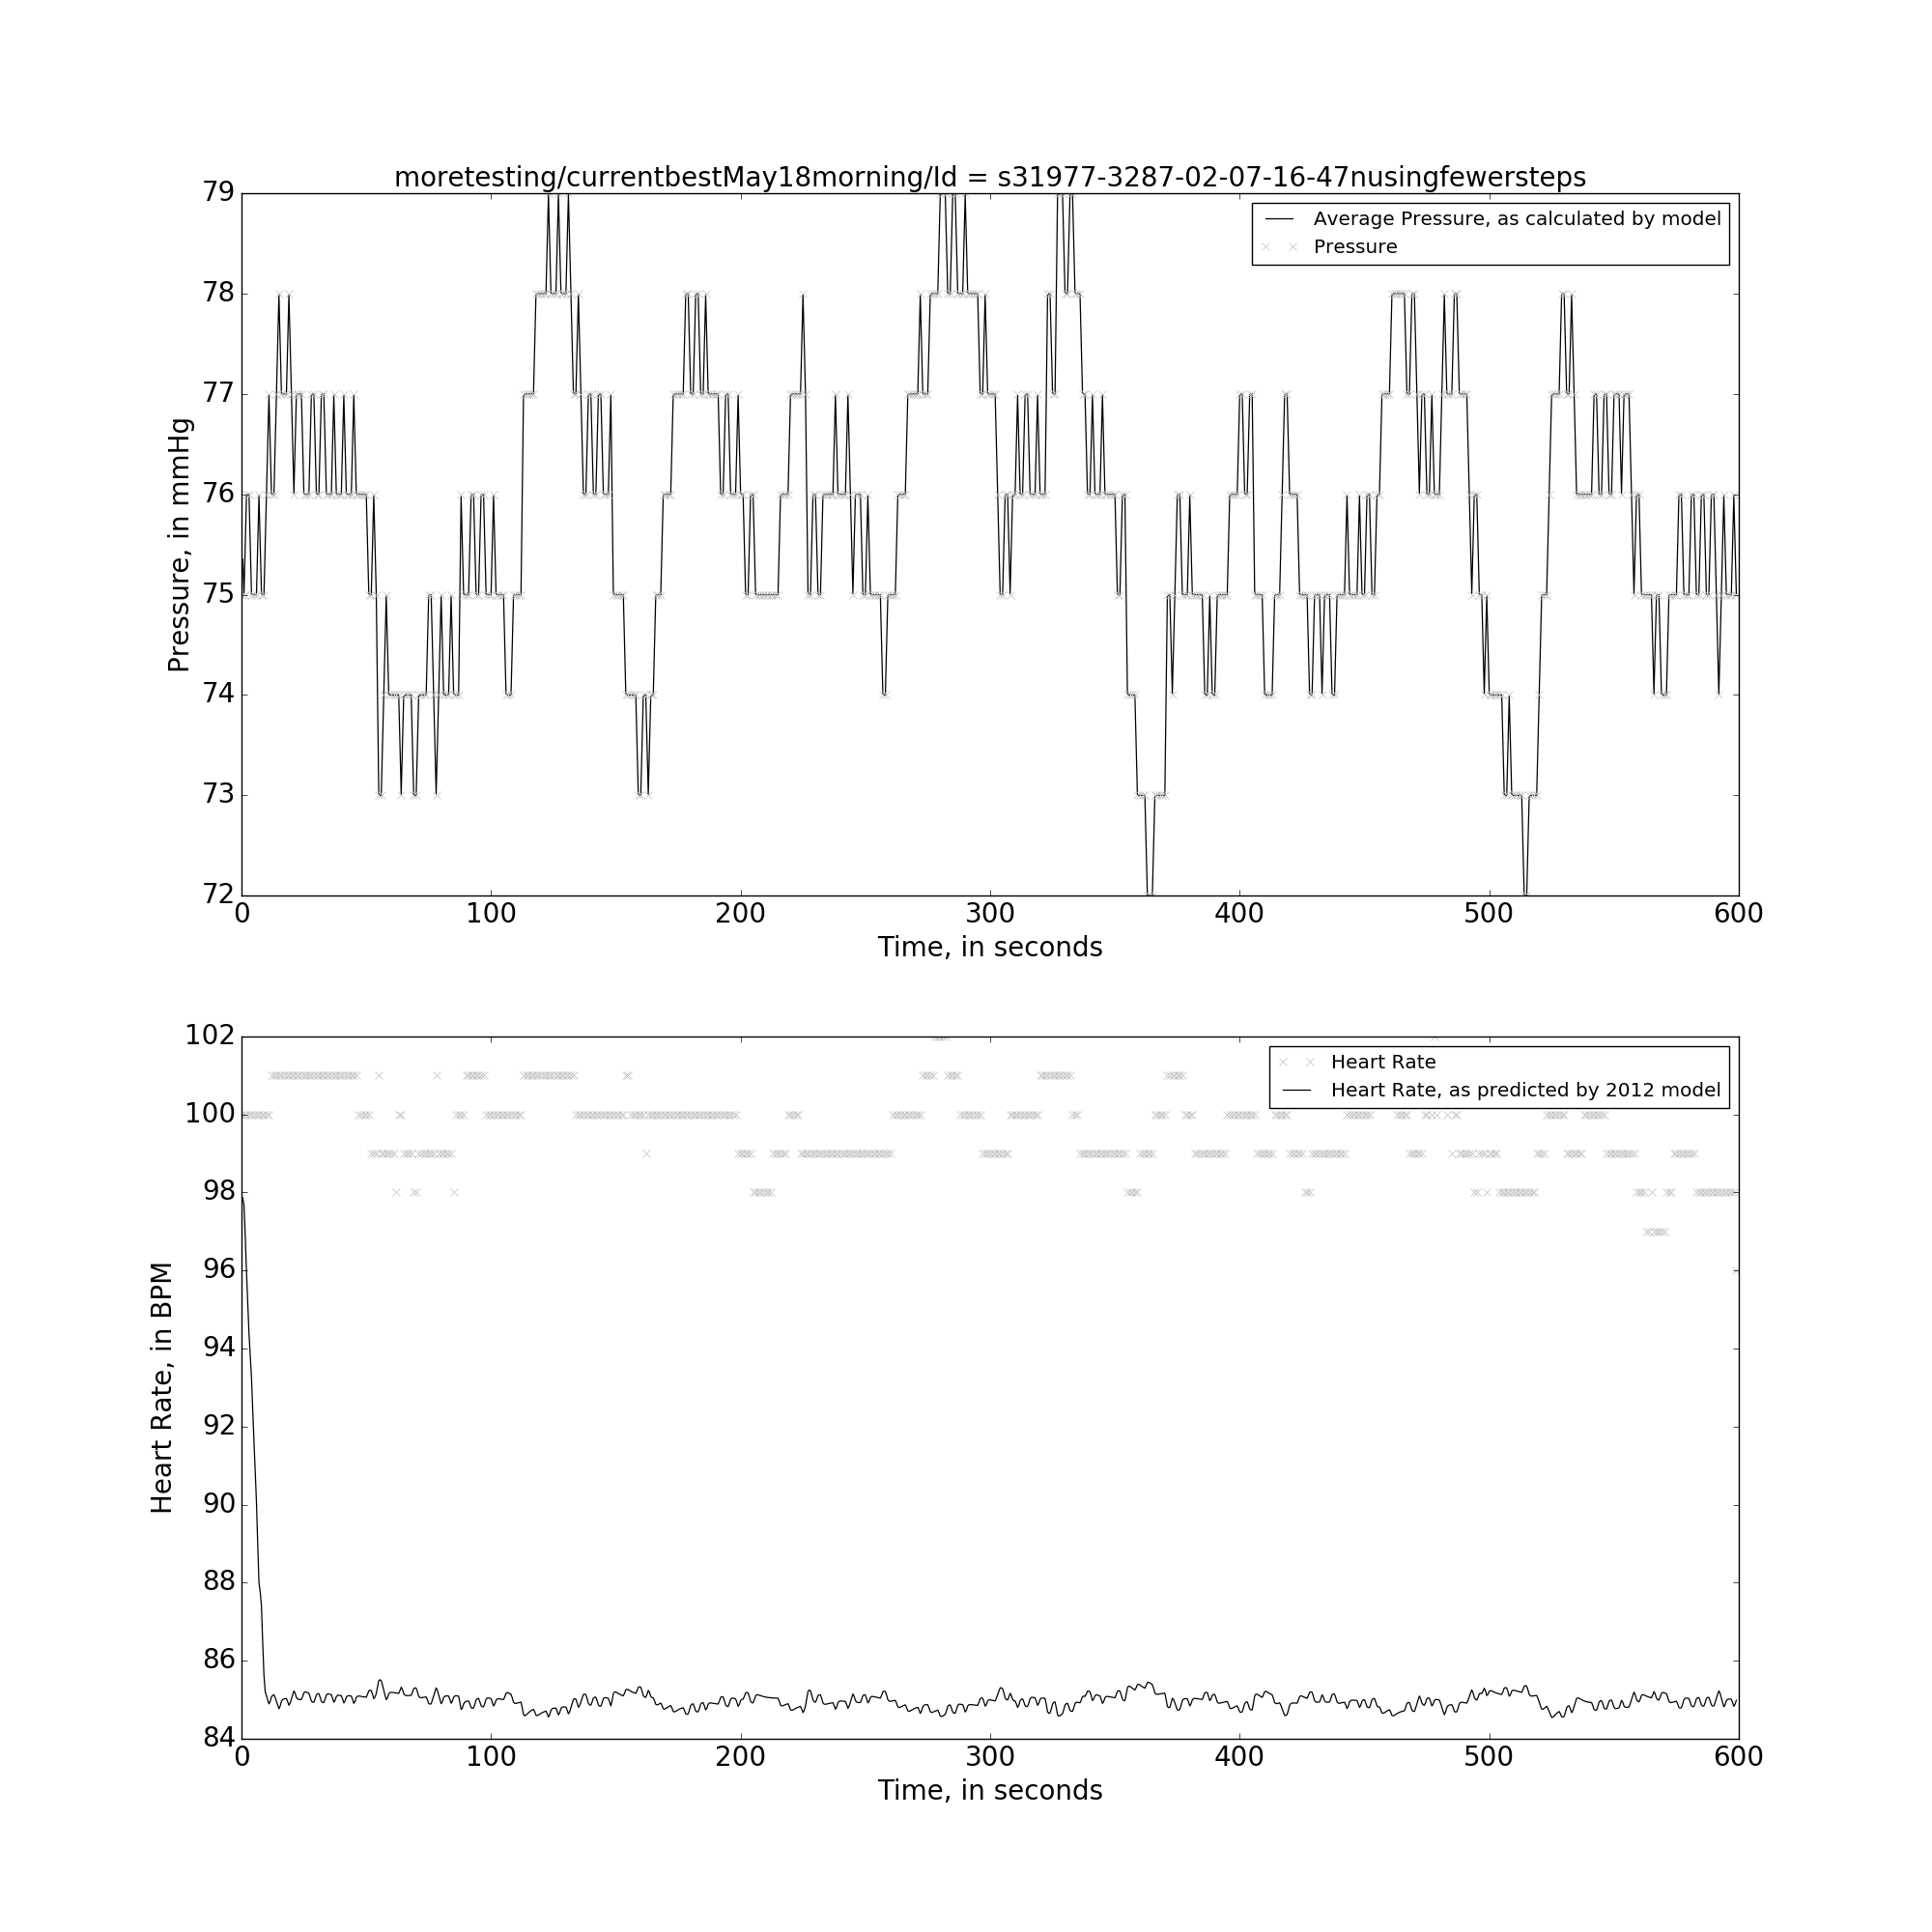 moretesting/currentbestMay18morning/Id = s31977-3287-02-07-16-47nusingfewersteps
79
78
77
76
75
74
73
72
Pressure, in mmHg
Average Pressure, as calculated by model
Pressure
0 100 200 300 400 500 600
Time, in seconds
102
100
98
96
94
92
90
88
86
84
Heart Rate, in BPM
Heart Rate
Heart Rate, as predicted by 2012 model
0 100 200 300 400 500 600
Time, in seconds